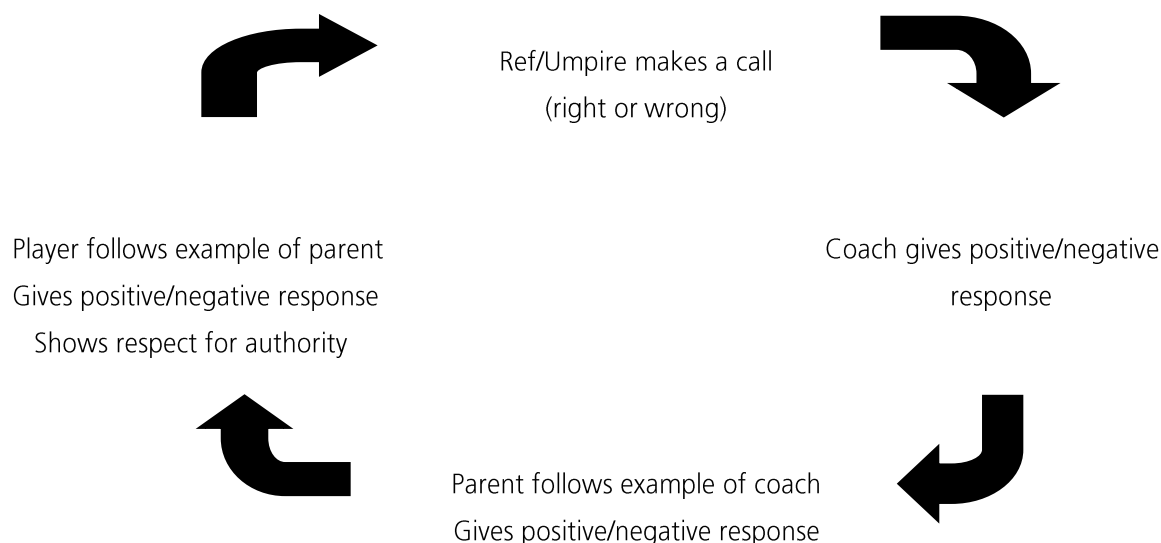 Ref/Umpire makes a call
(right or wrong)
Coach gives positive/negative
response
Parent follows example of coach
Gives positive/negative response
Player follows example of parent
Gives positive/negative response
Shows respect for authority